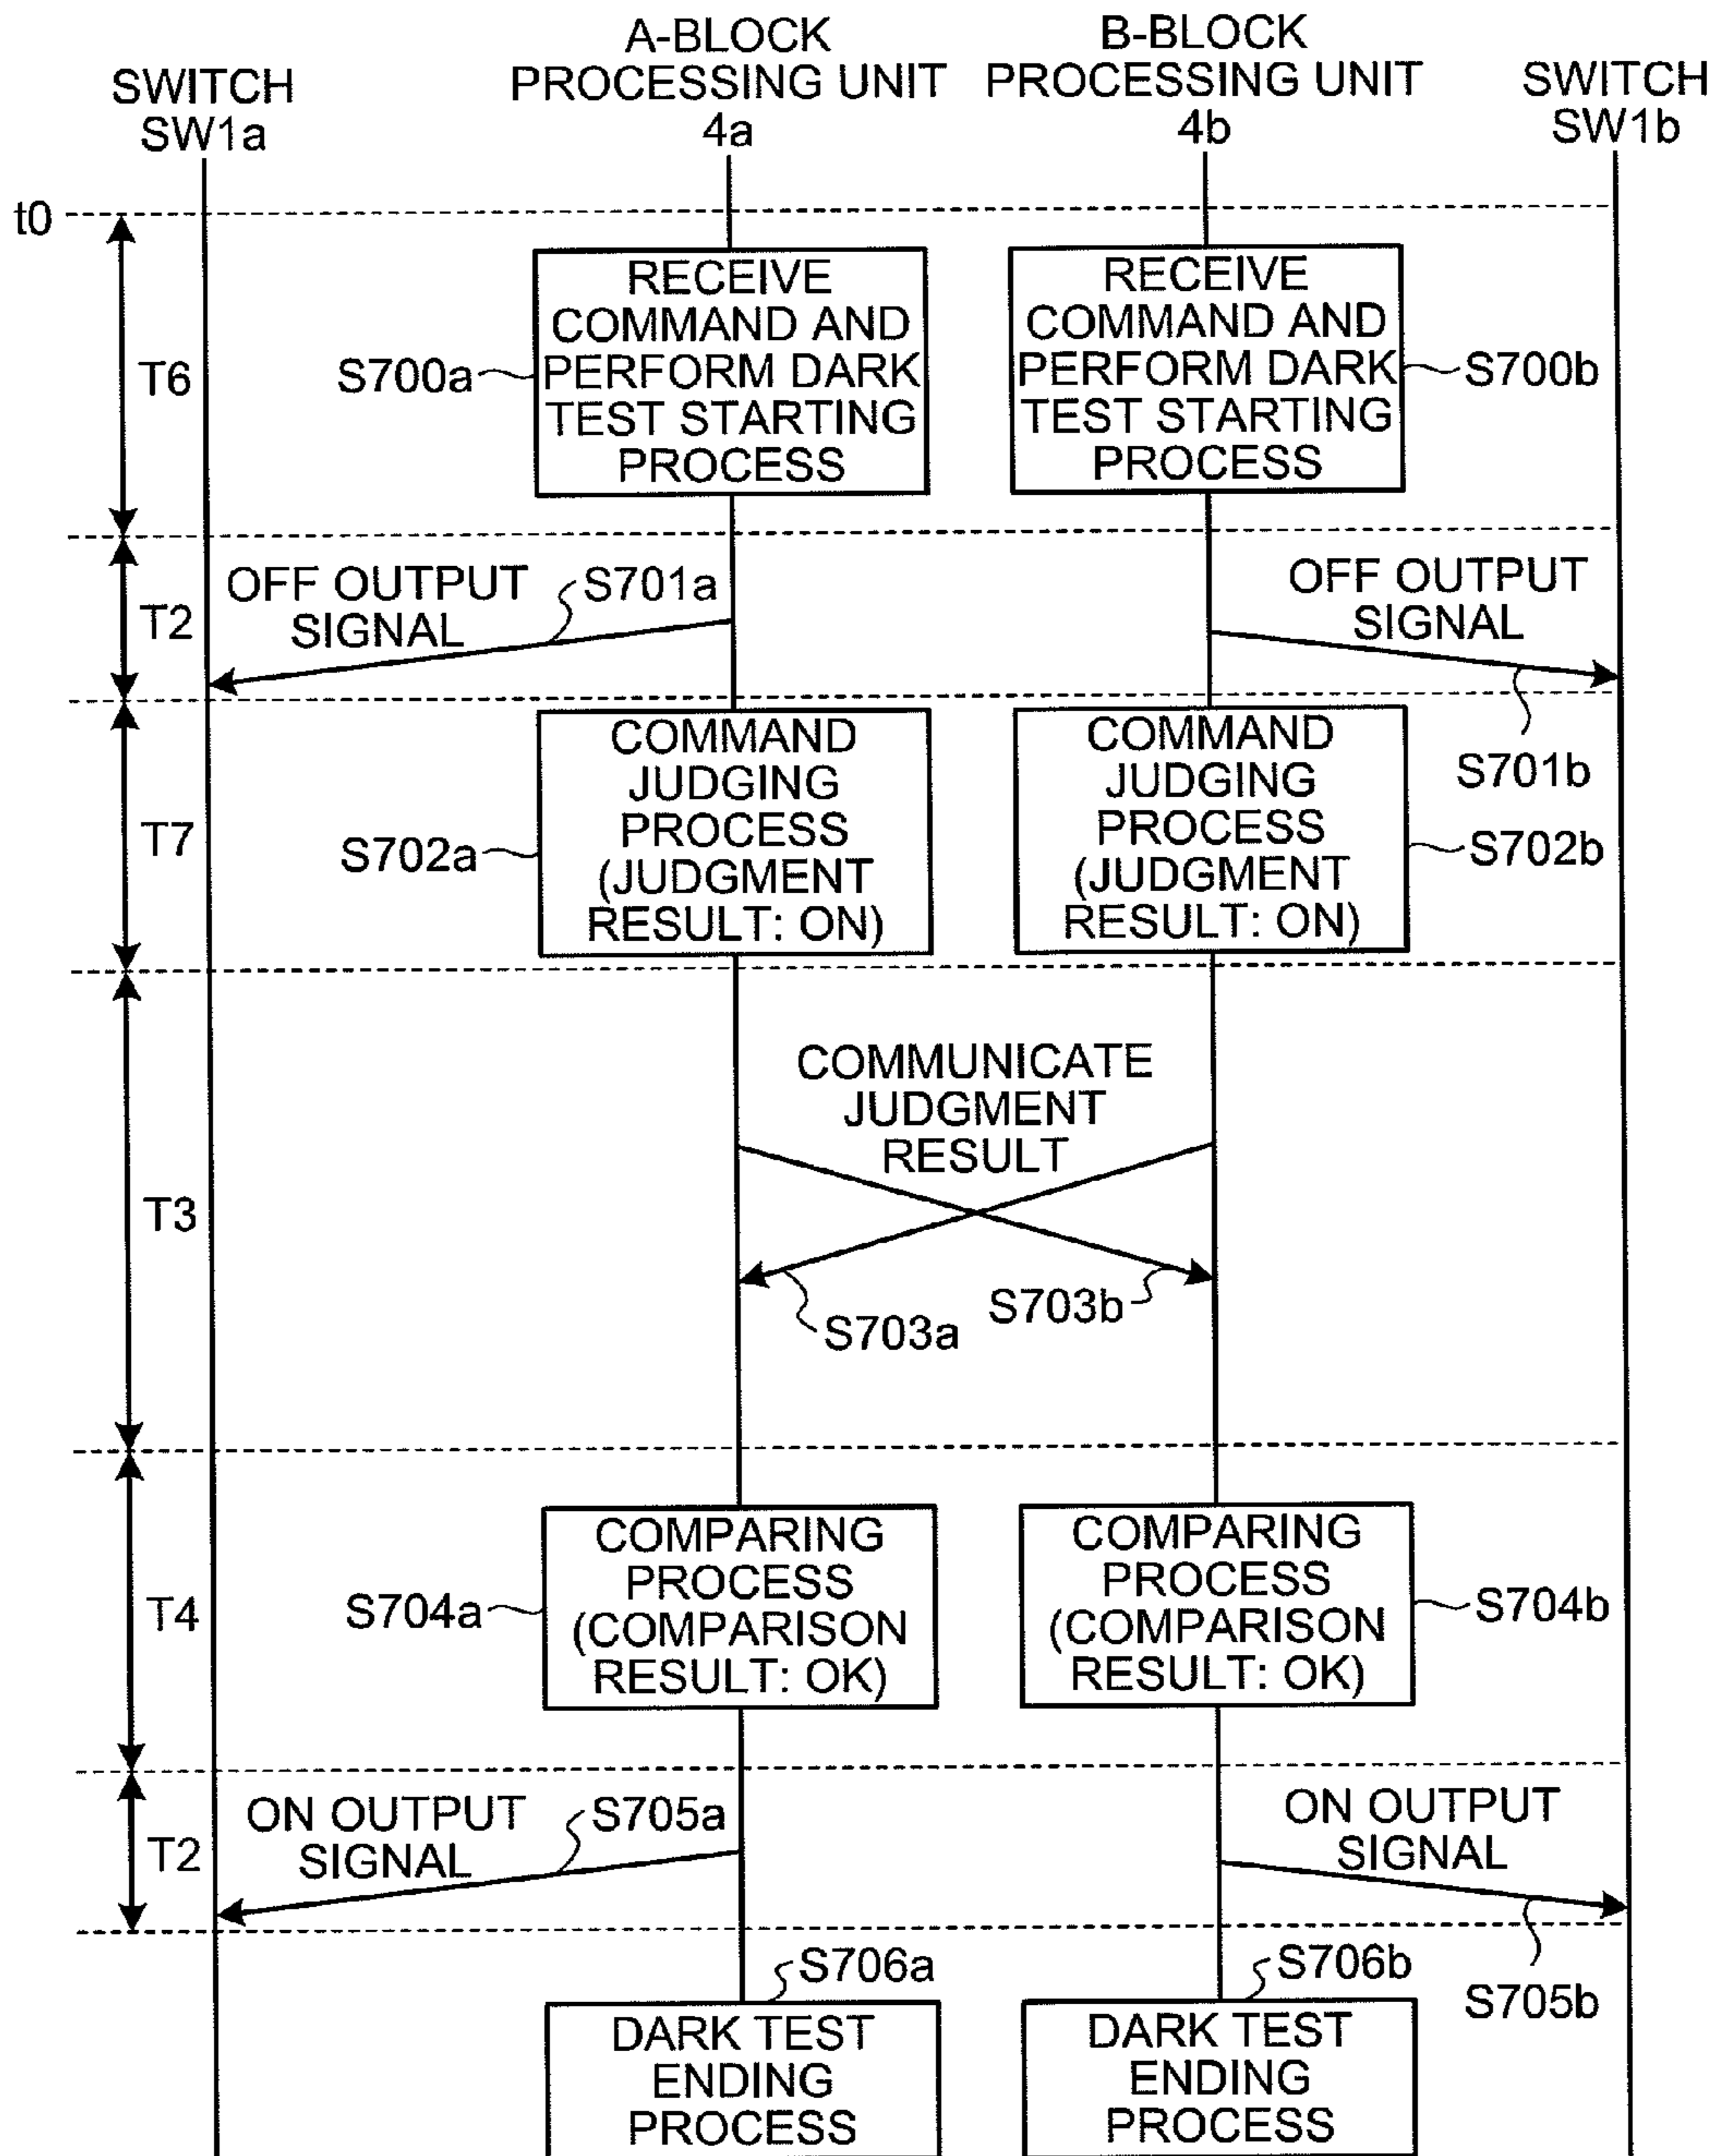 SWITCH
SW1a
A-BLOCK
PROCESSING UNIT
4a
B-BLOCK
PROCESSING UNIT
4b
SWITCH
SW1b
t0
T6
S700a
RECEIVE
COMMAND AND
PERFORM DARK
TEST STARTING
PROCESS
RECEIVE
COMMAND AND
PERFORM DARK
TEST STARTING
PROCESS
S700b
T2
OFF OUTPUT
SIGNAL
S701a
OFF OUTPUT
SIGNAL
S701b
T7
S702a
COMMAND
JUDGING
PROCESS
(JUDGMENT
RESULT: ON)
COMMAND
JUDGING
PROCESS
(JUDGMENT
RESULT: ON)
S702b
T3
COMMUNICATE
JUDGMENT
RESULT
S703a
S703b
T4
S704a
COMPARING
PROCESS
(COMPARISON
RESULT: OK)
COMPARING
PROCESS
(COMPARISON
RESULT: OK)
S704b
T2
ON OUTPUT
SIGNAL
S705a
ON OUTPUT
SIGNAL
S705b
S706a
DARK TEST
ENDING
PROCESS
S706b
DARK TEST
ENDING
PROCESS